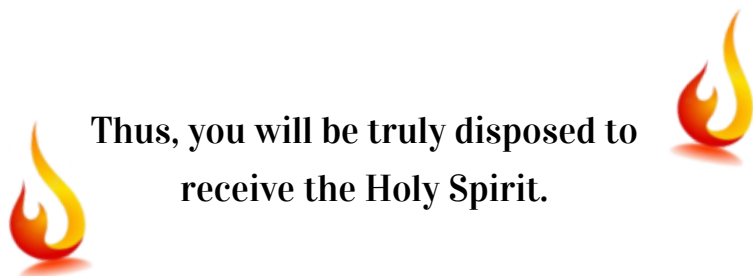 Thus, you will be truly disposed to
receive the Holy Spirit.